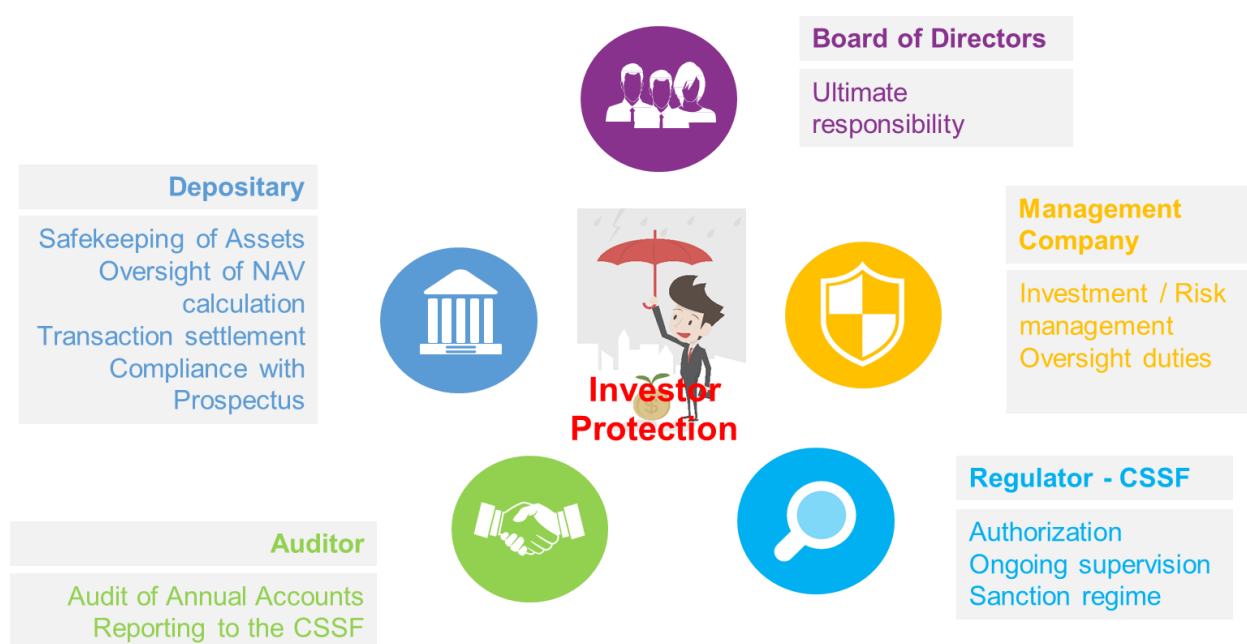 Board of Directors
Ultimate
responsibility
Depositary
Safekeeping of Assets
Oversight of NAV
calculation
Transaction settlement
Compliance with
Prospectus
Management
Company
Investment / Risk
management
Oversight duties
Investor
Protection
Regulator - CSSF
Authorization
Ongoing supervision
Sanction regime
Auditor
Audit of Annual Accounts
Reporting to the CSSF